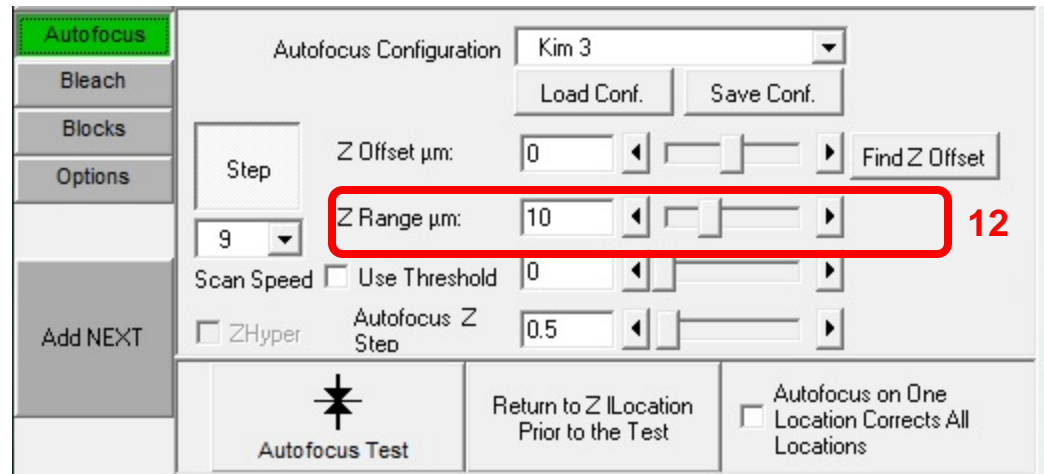 Autofocus
Bleach
Blocks
Options
Add NEXT
Autofocus Configuration Kim 3
Load Conf. Save Conf.
Step
Z Offset µm: 0 Find Z Offset
Z Range µm: 10 12
9
Scan Speed Use Threshold 0
ZHyper Autofocus Z
Step 0.5
Autofocus Test
Return to Z lLocation
Prior to the Test
Autofocus on One
Location Corrects All
Locations